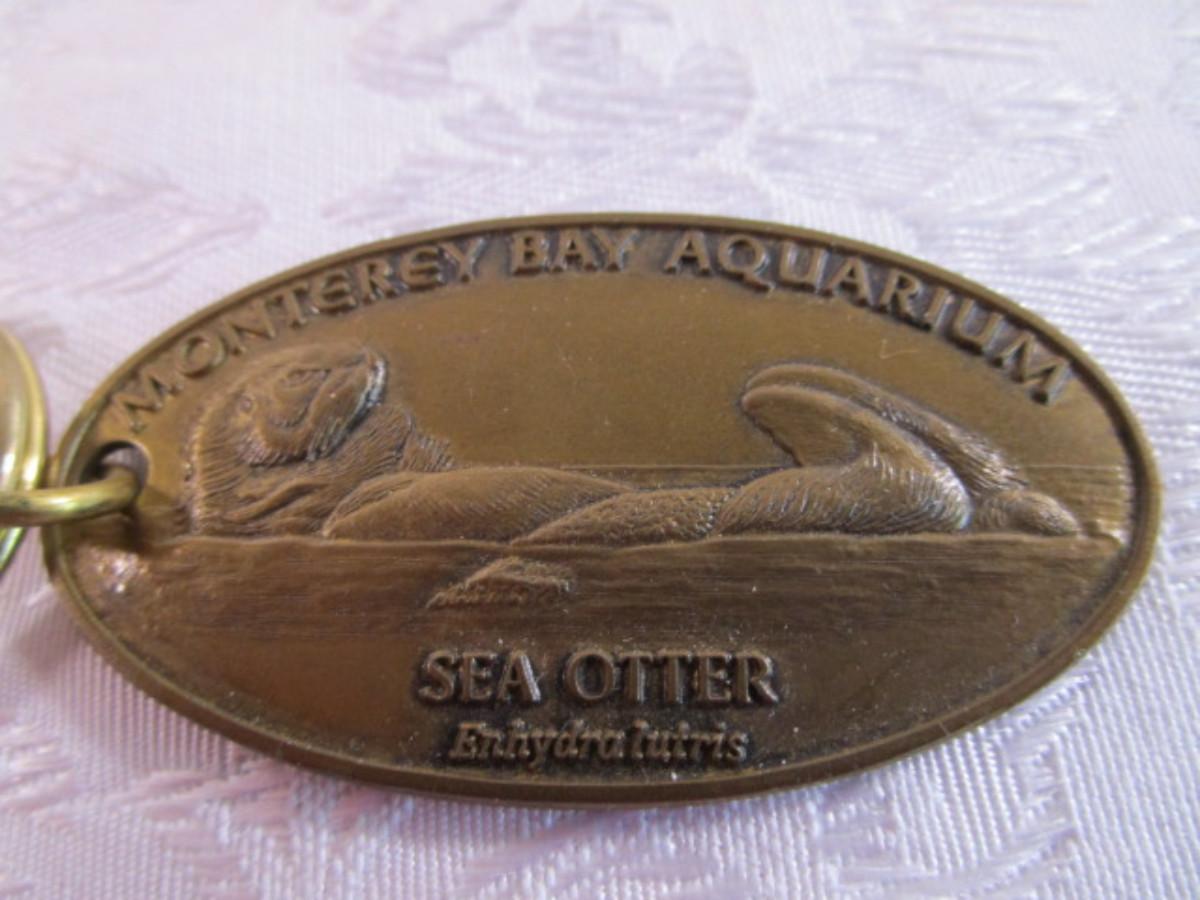 MONTEREY BAY AQUARIUM
SEA OTTER
Enhydra lutris